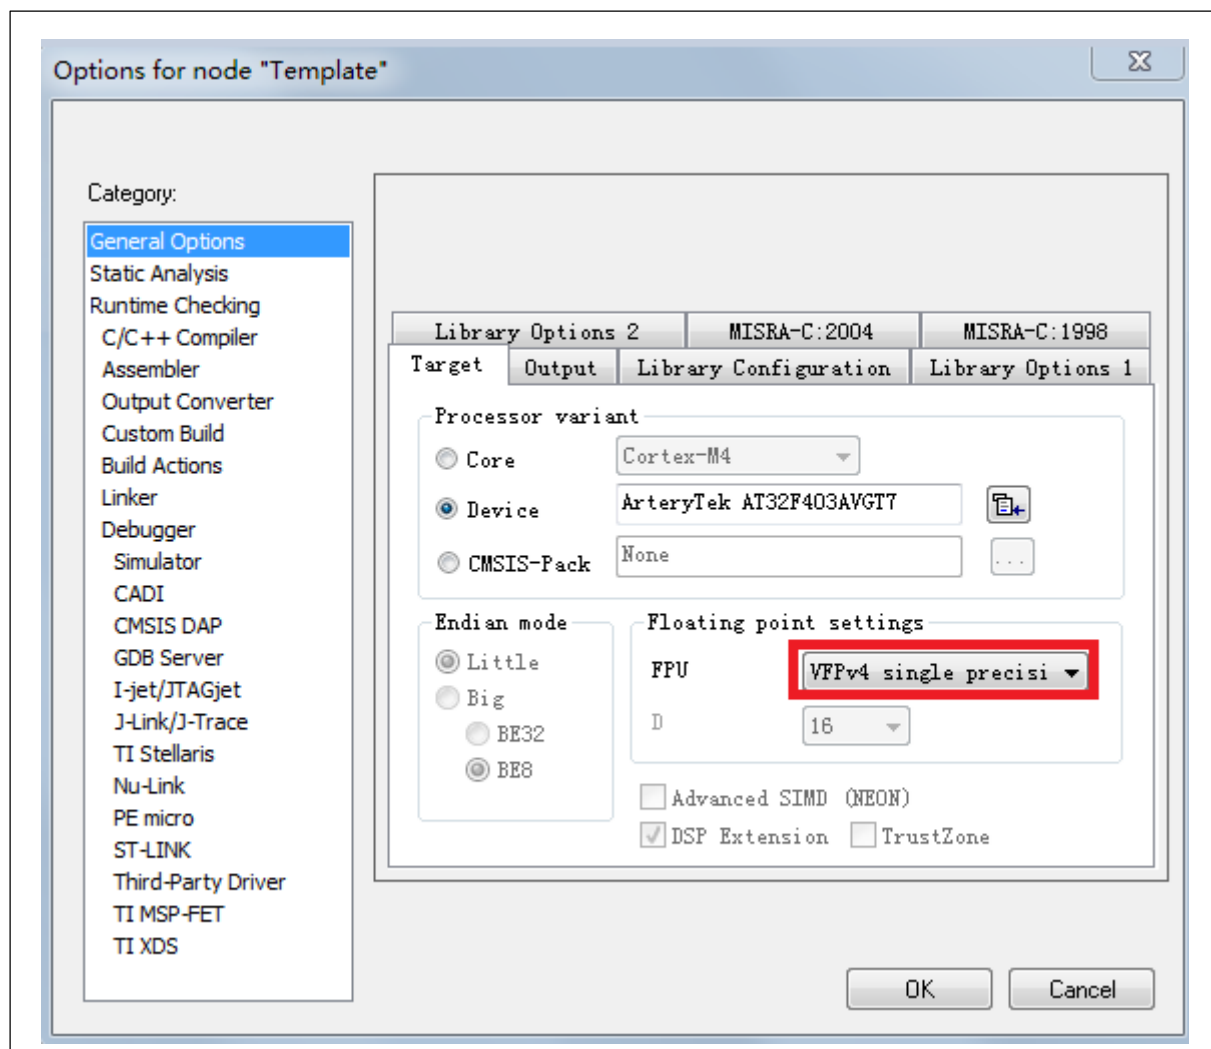 Options for node "Template"
Category:
General Options
Static Analysis
Runtime Checking
C/C++ Compiler
Assembler
Output Converter
Custom Build
Build Actions
Linker
Debugger
Simulator
CADI
CMSIS DAP
GDB Server
I-jet/JTAGjet
J-Link/J-Trace
TI Stellaris
Nu-Link
PE micro
ST-LINK
Third-Party Driver
TI MSP-FET
TI XDS
Library Options 2 MISRA-C:2004 MISRA-C:1998
Target Output Library Configuration Library Options 1
Processor variant
Core Cortex-M4
Device ArteryTek AT32F403AVGT7
CMSIS-Pack None ...
Endian mode
Little
Big
BE32
BE8
Floating point settings
FPU VFPv4 single precisi
D 16
Advanced SIMD (NEON)
DSP Extension TrustZone
OK Cancel